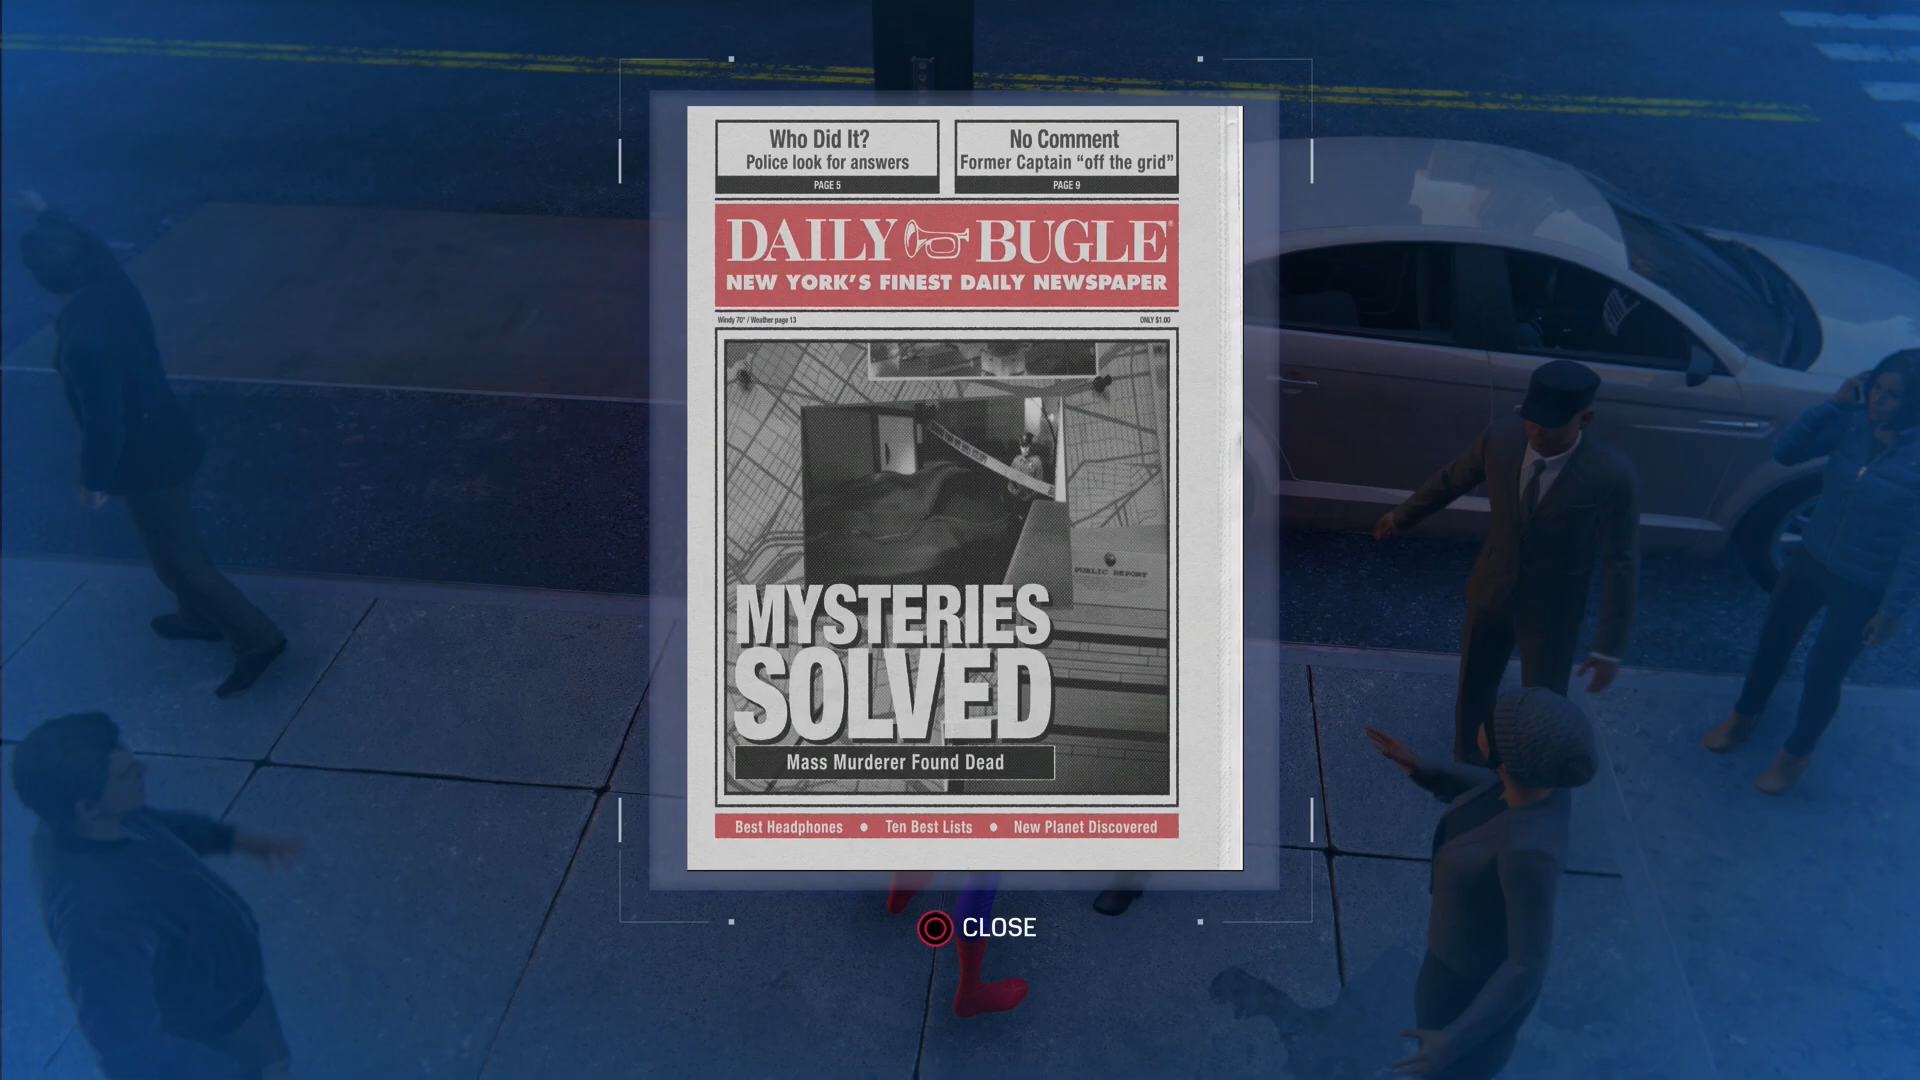 Who Did It?
Police look for answers
PAGE 5
No Comment
Former Captain “off the grid”
PAGE 9
DAILY BUGLE
NEW YORK’S FINEST DAILY NEWSPAPER
Windy 70° / Weather page 13
ONLY $1.00
PUBLIC REPORT
MYSTERIES
SOLVED
Mass Murderer Found Dead
Best Headphones • Ten Best Lists • New Planet Discovered
CLOSE